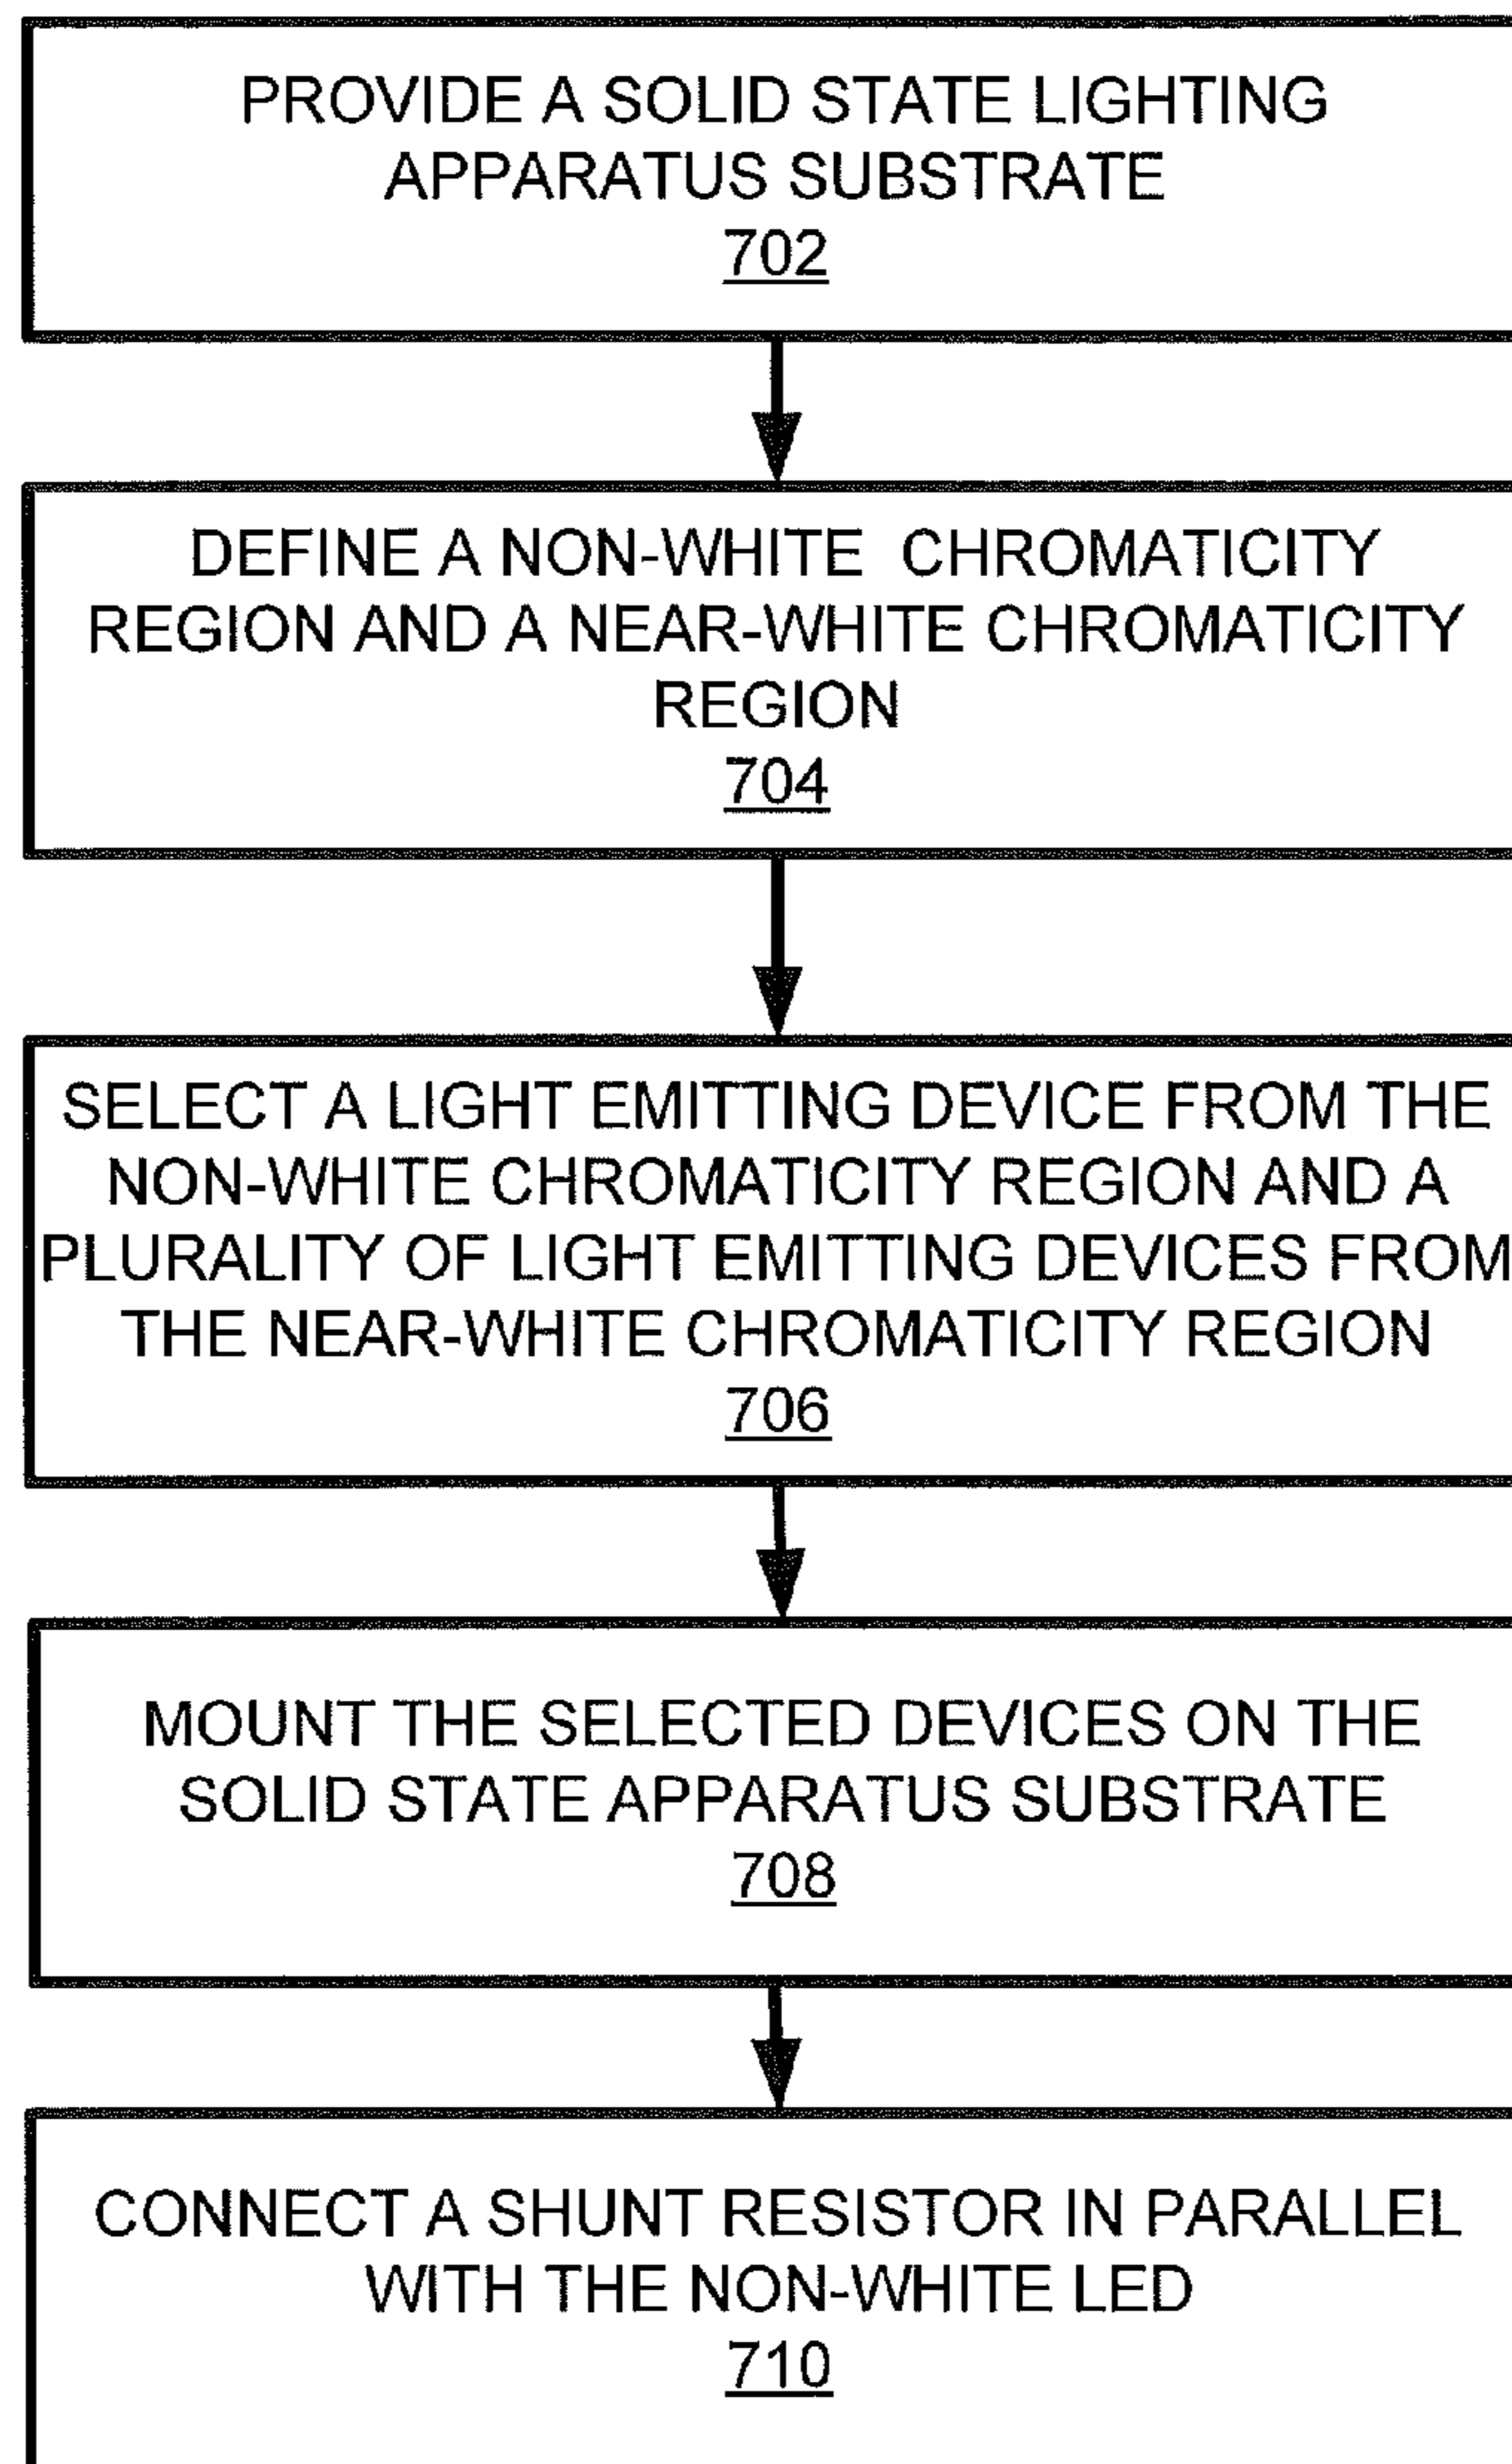 PROVIDE A SOLID STATE LIGHTING
APPARATUS SUBSTRATE
702
DEFINE A NON-WHITE CHROMATICITY
REGION AND A NEAR-WHITE CHROMATICITY
REGION
704
SELECT A LIGHT EMITTING DEVICE FROM THE
NON-WHITE CHROMATICITY REGION AND A
PLURALITY OF LIGHT EMITTING DEVICES FROM
THE NEAR-WHITE CHROMATICITY REGION
706
MOUNT THE SELECTED DEVICES ON THE
SOLID STATE APPARATUS SUBSTRATE
708
CONNECT A SHUNT RESISTOR IN PARALLEL
WITH THE NON-WHITE LED
710